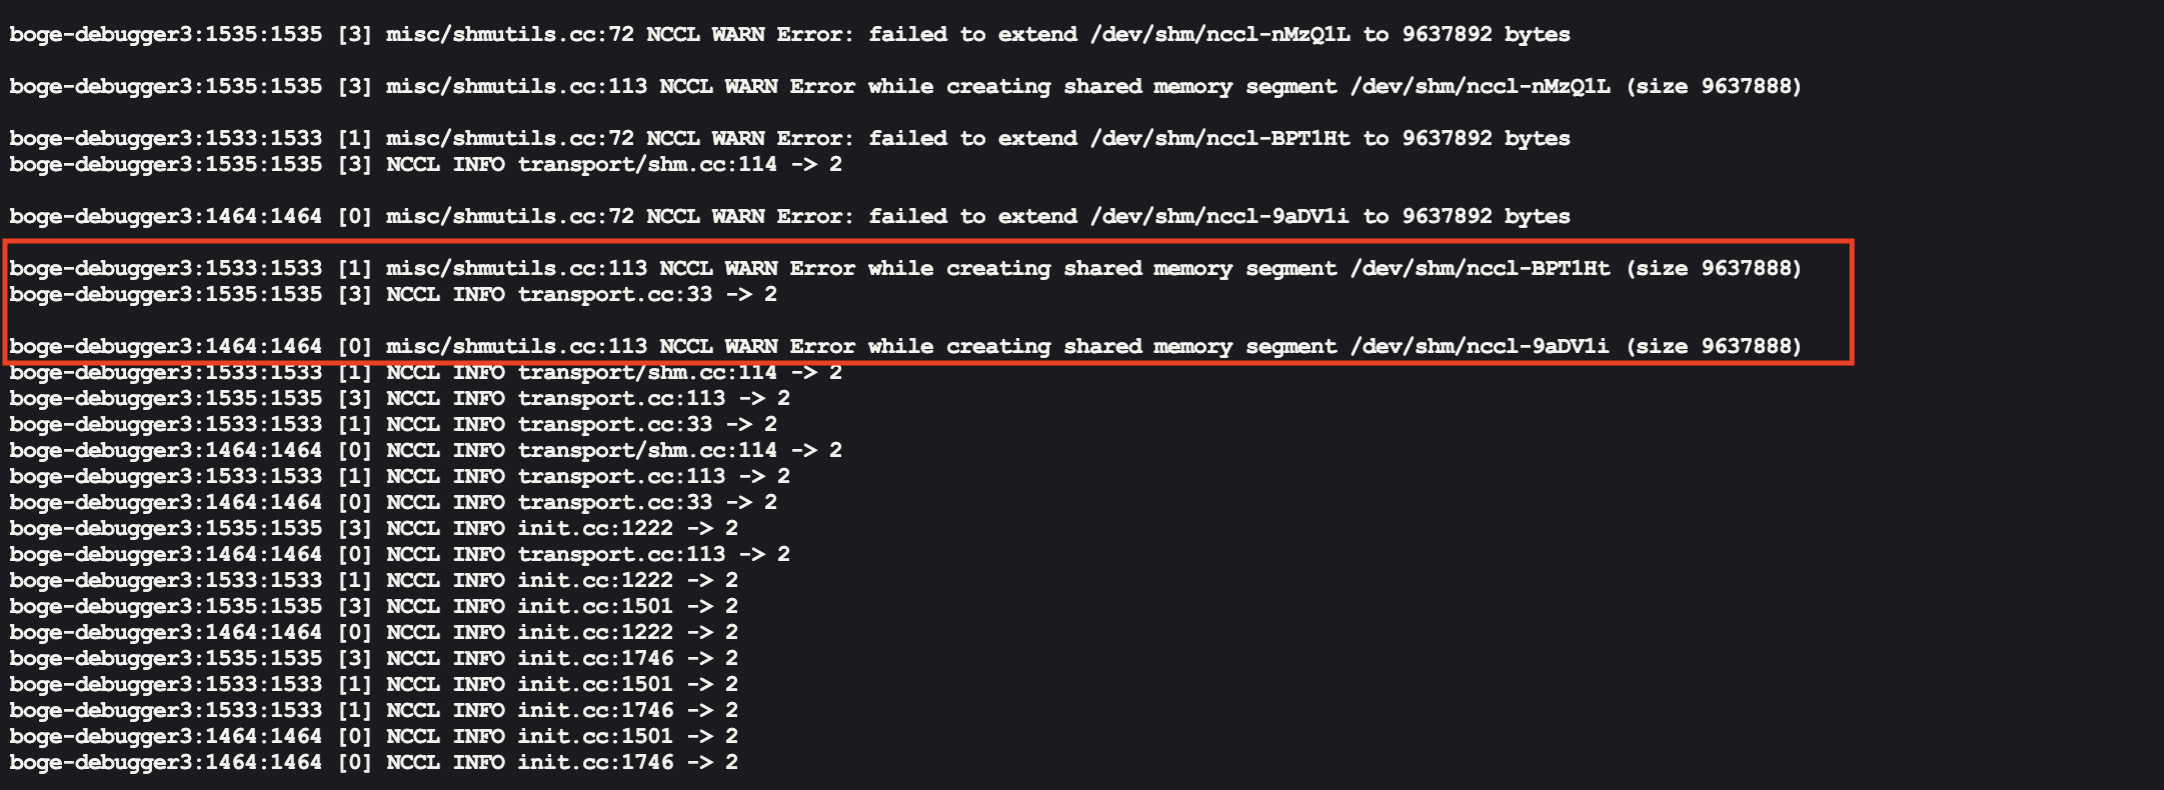 boge-debugger3:1535:1535 [3] misc/shmutils.cc:72 NCCL WARN Error: failed to extend /dev/shm/nccl-nMzQ1L to 9637892 bytes
boge-debugger3:1535:1535 [3] misc/shmutils.cc:113 NCCL WARN Error while creating shared memory segment /dev/shm/nccl-nMzQ1L (size 9637888)
boge-debugger3:1533:1533 [1] misc/shmutils.cc:72 NCCL WARN Error: failed to extend /dev/shm/nccl-BPT1Ht to 9637892 bytes
boge-debugger3:1535:1535 [3] NCCL INFO transport/shm.cc:114 -> 2
boge-debugger3:1464:1464 [0] misc/shmutils.cc:72 NCCL WARN Error: failed to extend /dev/shm/nccl-9aDV1i to 9637892 bytes
boge-debugger3:1533:1533 [1] misc/shmutils.cc:113 NCCL WARN Error while creating shared memory segment /dev/shm/nccl-BPT1Ht (size 9637888)
boge-debugger3:1535:1535 [3] NCCL INFO transport.cc:33 -> 2
boge-debugger3:1464:1464 [0] misc/shmutils.cc:113 NCCL WARN Error while creating shared memory segment /dev/shm/nccl-9aDV1i (size 9637888)
boge-debugger3:1533:1533 [1] NCCL INFO transport/shm.cc:114 -> 2
boge-debugger3:1535:1535 [3] NCCL INFO transport.cc:113 -> 2
boge-debugger3:1533:1533 [1] NCCL INFO transport.cc:33 -> 2
boge-debugger3:1464:1464 [0] NCCL INFO transport/shm.cc:114 -> 2
boge-debugger3:1533:1533 [1] NCCL INFO transport.cc:113 -> 2
boge-debugger3:1464:1464 [0] NCCL INFO transport.cc:33 -> 2
boge-debugger3:1535:1535 [3] NCCL INFO init.cc:1222 -> 2
boge-debugger3:1464:1464 [0] NCCL INFO transport.cc:113 -> 2
boge-debugger3:1533:1533 [1] NCCL INFO init.cc:1222 -> 2
boge-debugger3:1535:1535 [3] NCCL INFO init.cc:1501 -> 2
boge-debugger3:1464:1464 [0] NCCL INFO init.cc:1222 -> 2
boge-debugger3:1535:1535 [3] NCCL INFO init.cc:1746 -> 2
boge-debugger3:1533:1533 [1] NCCL INFO init.cc:1501 -> 2
boge-debugger3:1533:1533 [1] NCCL INFO init.cc:1746 -> 2
boge-debugger3:1464:1464 [0] NCCL INFO init.cc:1501 -> 2
boge-debugger3:1464:1464 [0] NCCL INFO init.cc:1746 -> 2